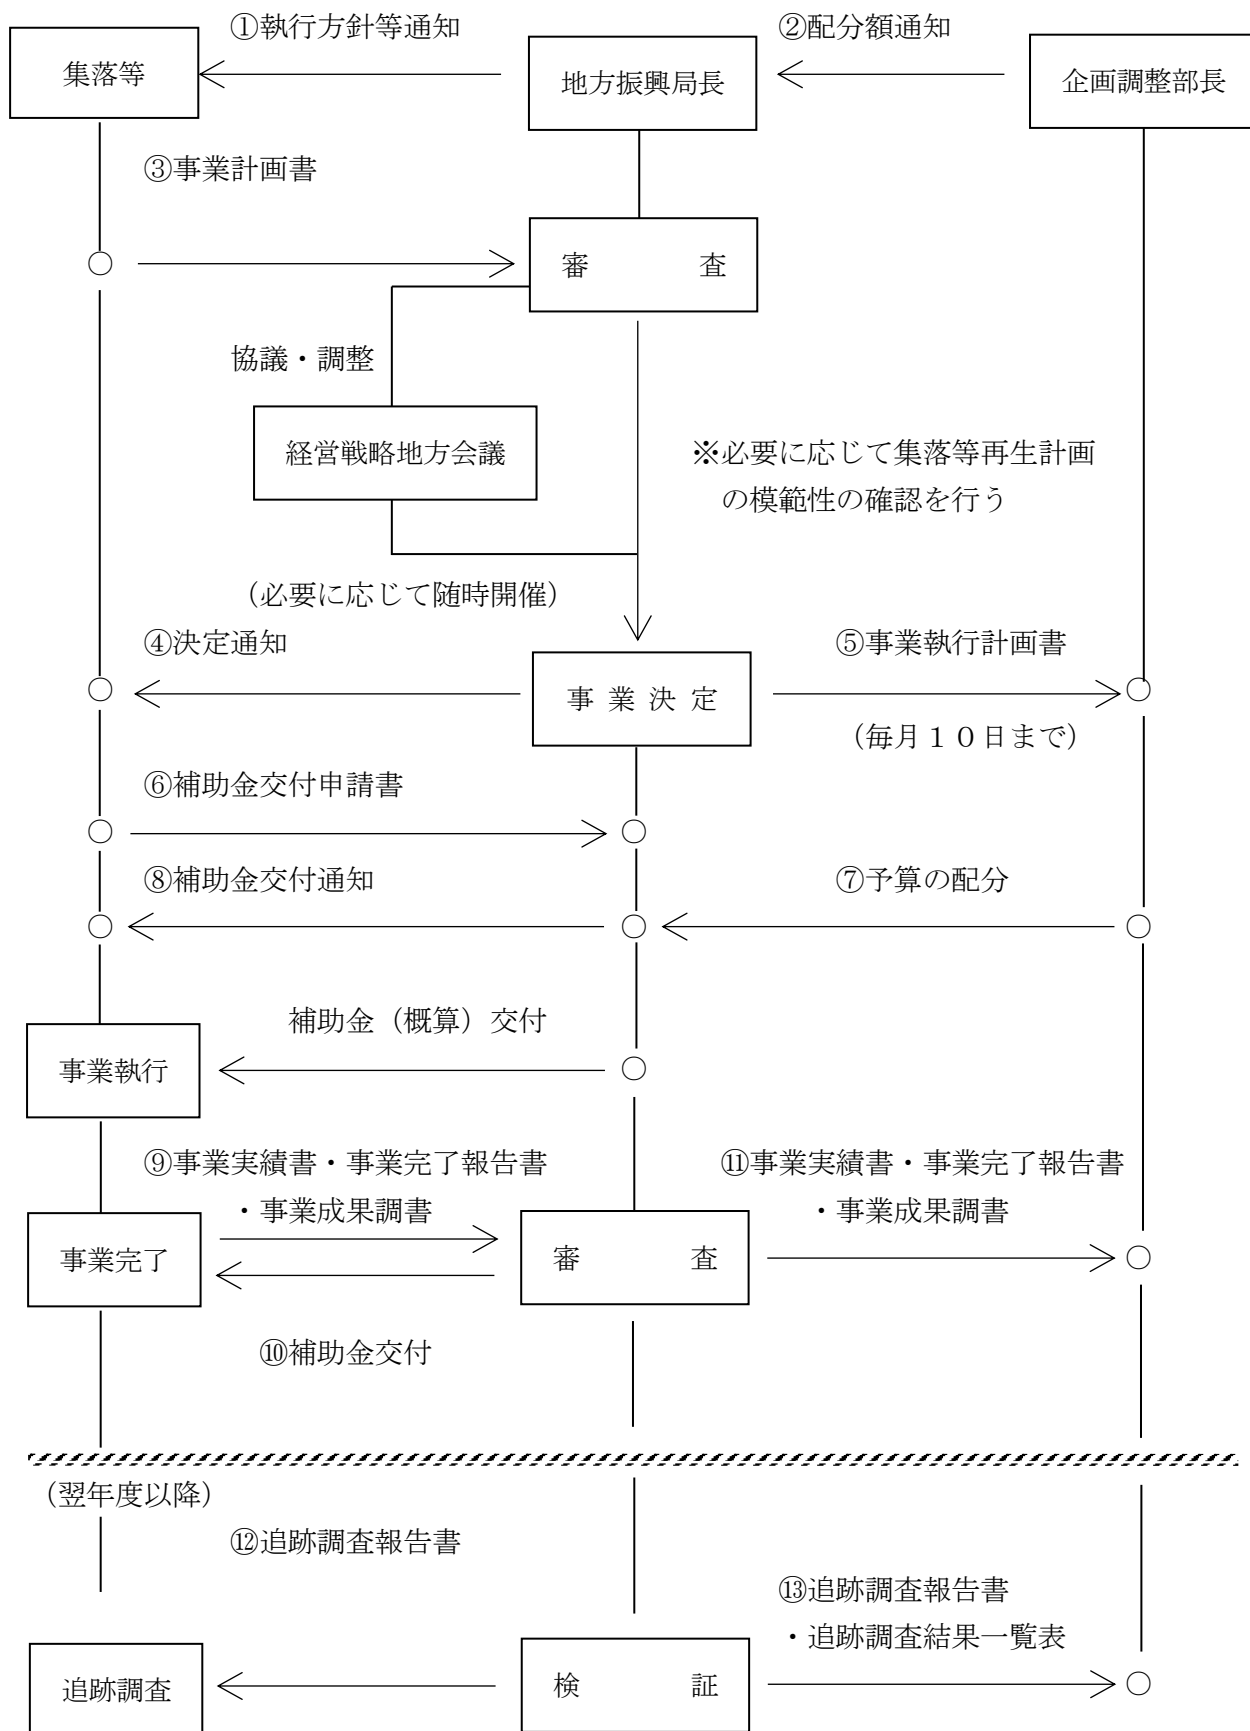 ①執行方針等通知
②配分額通知
集落等
地方振興局長
企画調整部長
③事業計画書
審　　　査
協議・調整
経営戦略地方会議
※必要に応じて集落等再生計画
の模範性の確認を行う
（必要に応じて随時開催）
④決定通知
⑤事業執行計画書
事 業 決 定
（毎月１０日まで）
⑥補助金交付申請書
⑧補助金交付通知
⑦予算の配分
補助金（概算）交付
事業執行
⑨事業実績書・事業完了報告書
・事業成果調書
⑪事業実績書・事業完了報告書
・事業成果調書
事業完了
審　　　査
⑩補助金交付
（翌年度以降）
⑫追跡調査報告書
⑬追跡調査報告書
・追跡調査結果一覧表
追跡調査
検　　　証